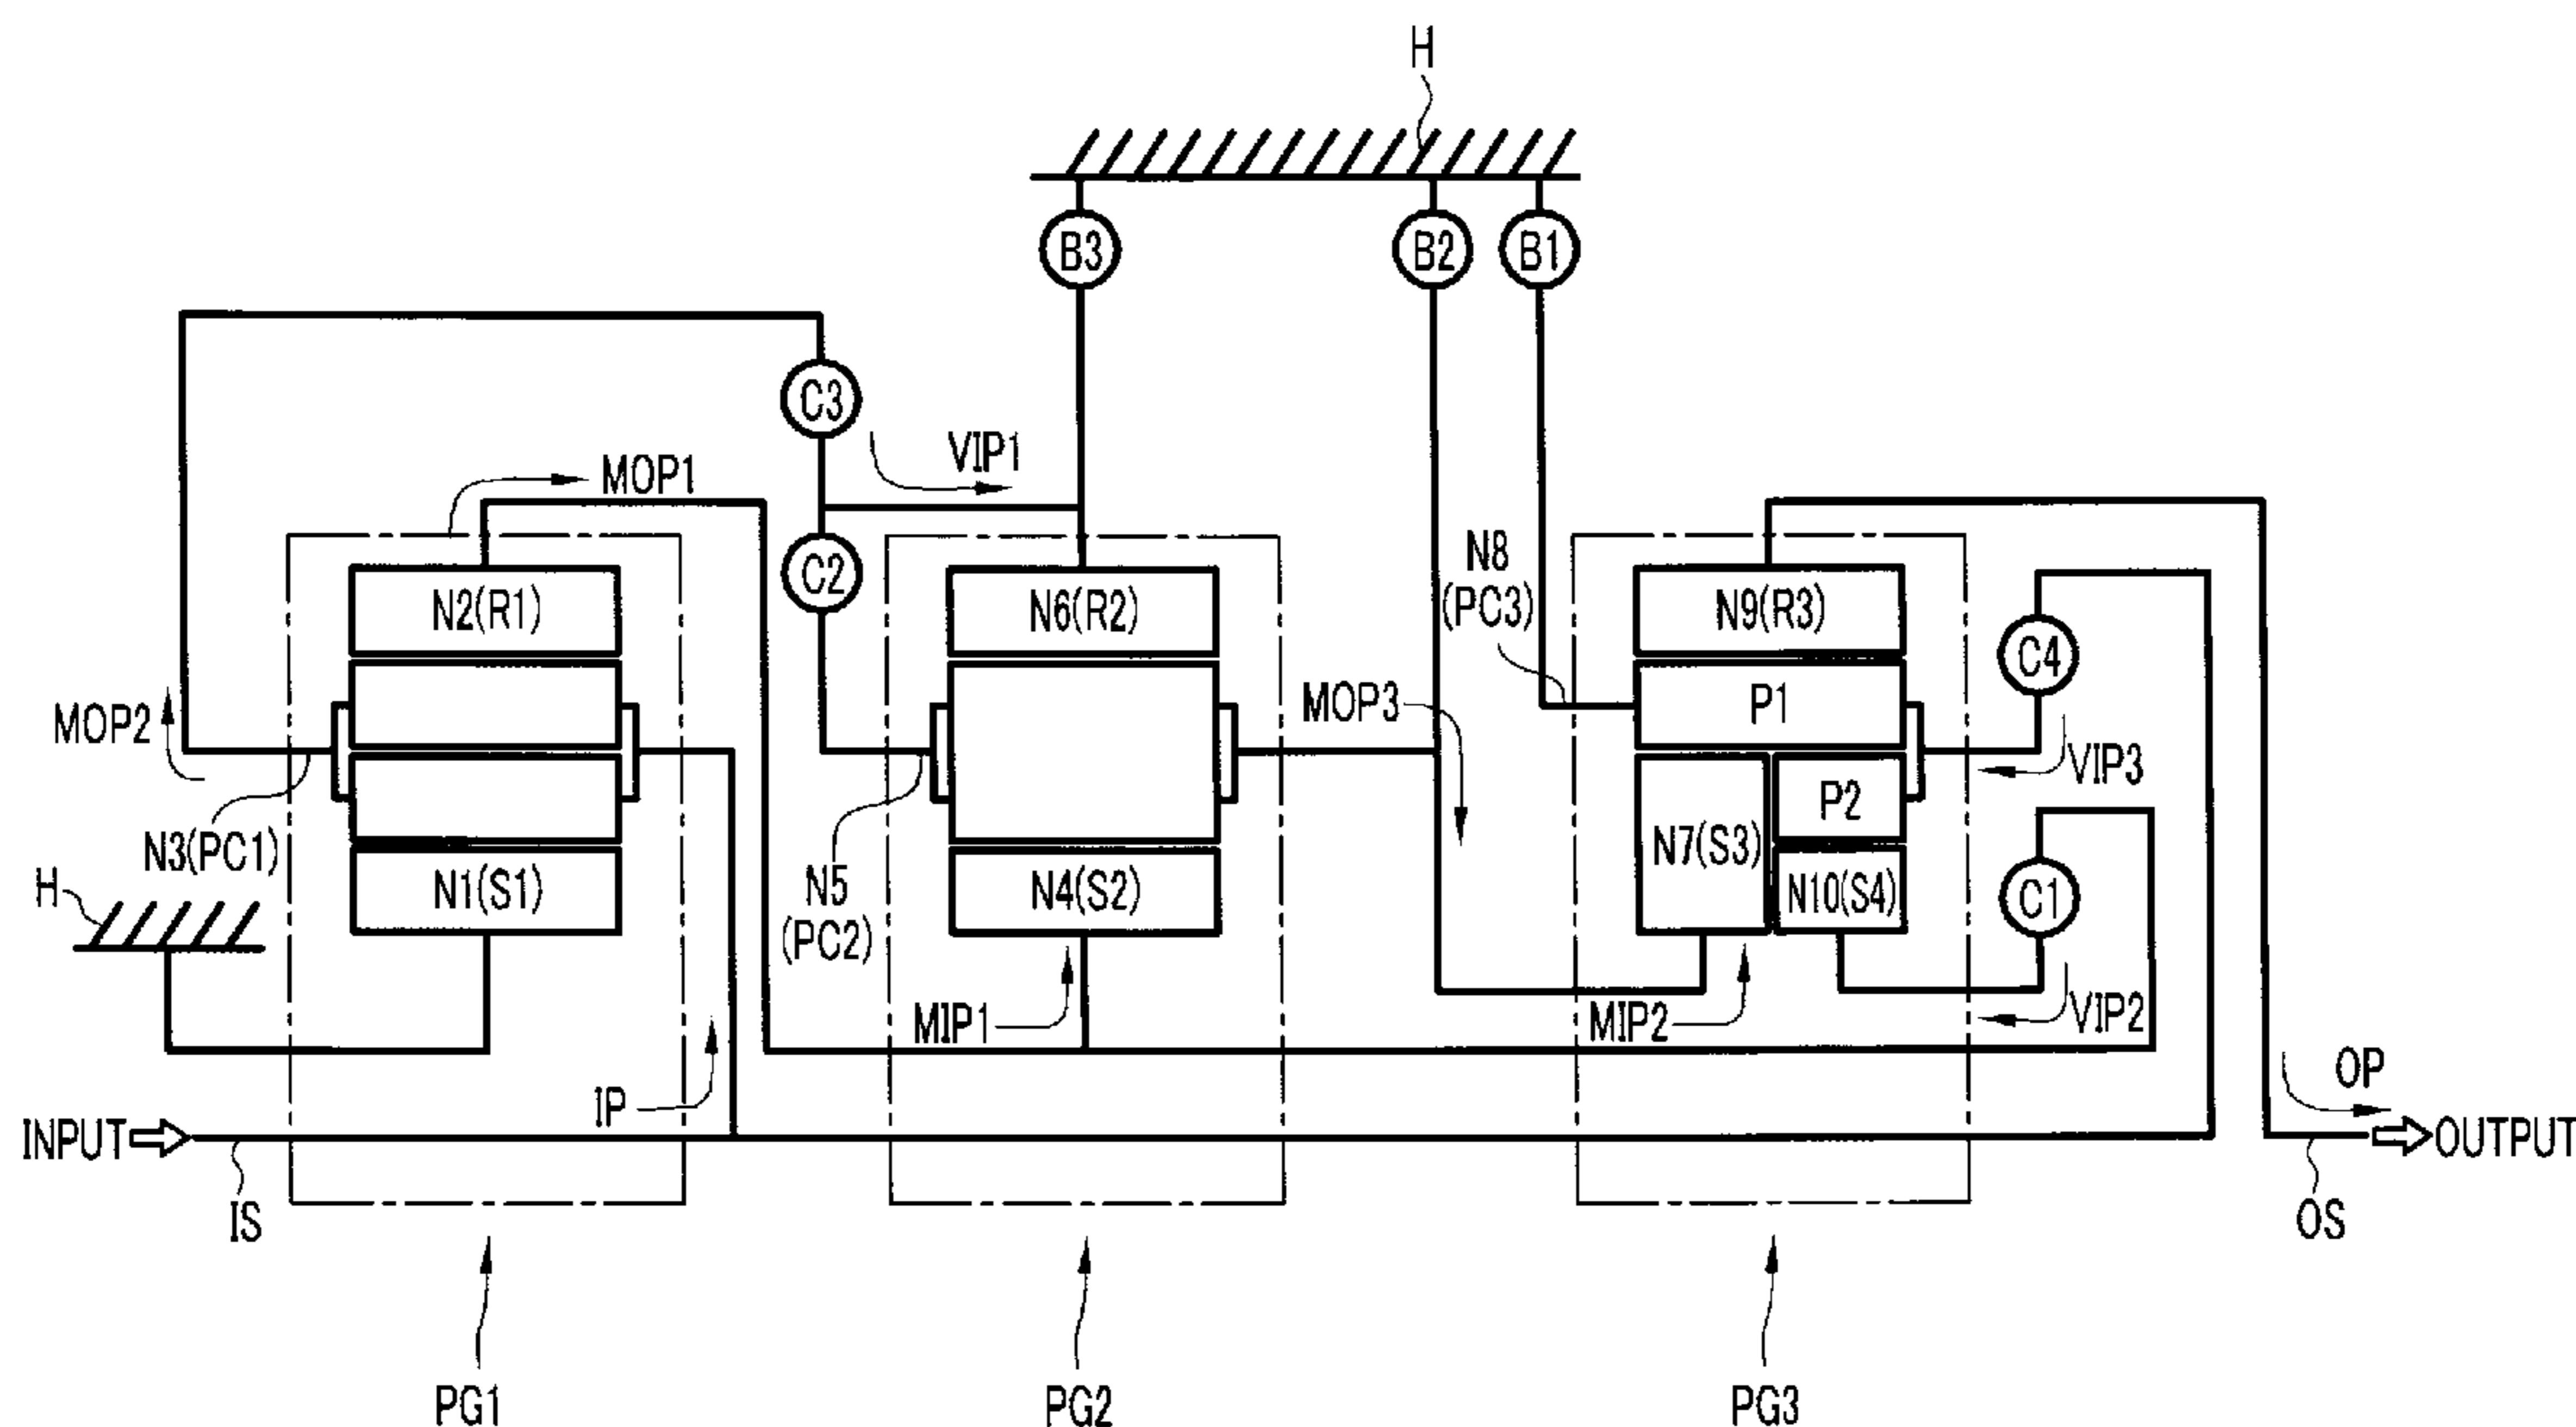 H
B3
B2
B1
C3
VIP1
MOP1
C2
N8
(PC3)
N2(R1)
N6(R2)
N9(R3)
C4
P1
MOP2
MOP3
VIP3
P2
N3(PC1)
N7(S3)
H
N1(S1)
N5
(PC2)
N4(S2)
N10(S4)
C1
MIP1
MIP2
VIP2
IP
OP
INPUT
OUTPUT
IS
OS
PG1
PG2
PG3